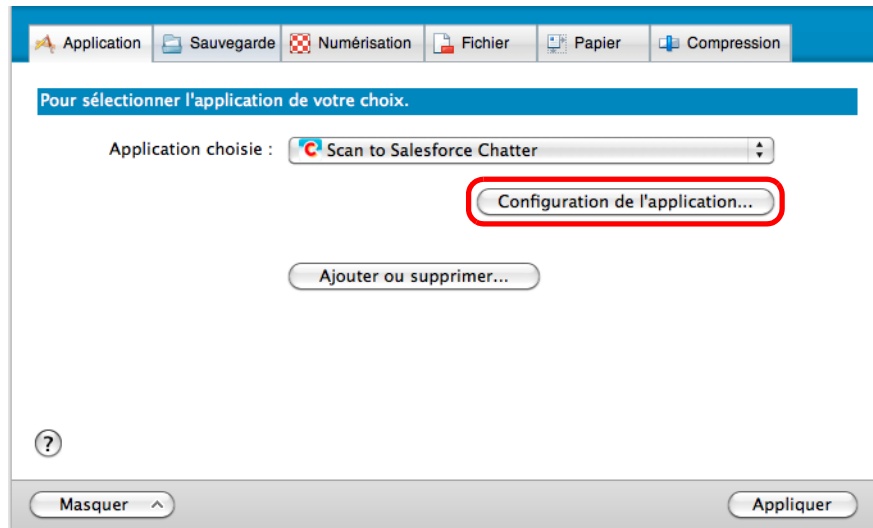 Application Sauvegarde Numérisation Fichier Papier Compression
Pour sélectionner l'application de votre choix.
Application choisie : Scan to Salesforce Chatter
Configuration de l'application...
Ajouter ou supprimer...
?
Masquer Appliquer